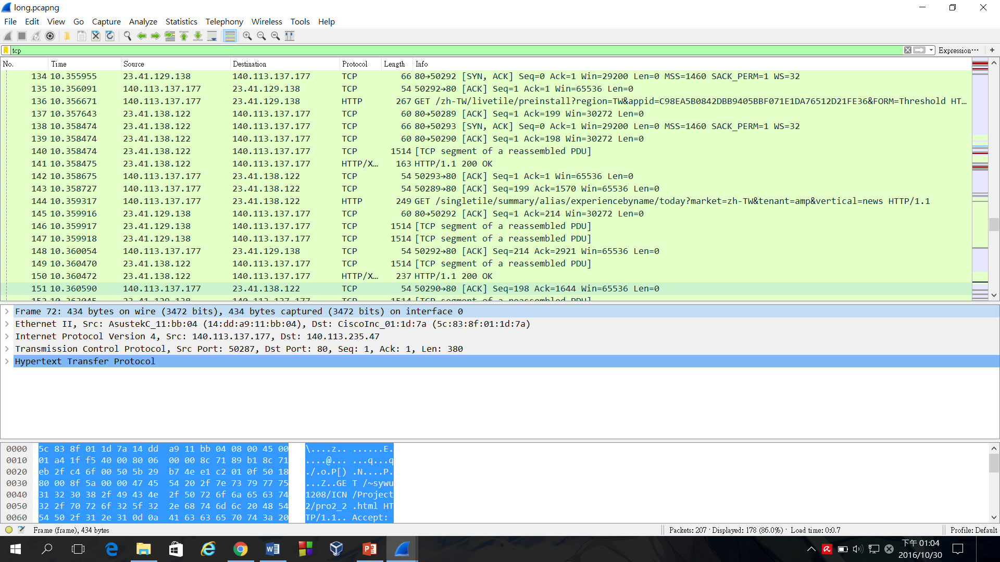 long.pcapng
File Edit View Go Capture Analyze Statistics Telephony Wireless Tools Help
tcp Expression… +
No. Time Source Destination Protocol Length Info
134 10.355955 23.41.129.138 140.113.137.177 TCP 66 80→50292 [SYN, ACK] Seq=0 Ack=1 Win=29200 Len=0 MSS=1460 SACK_PERM=1 WS=32
135 10.356091 140.113.137.177 23.41.129.138 TCP 54 50292→80 [ACK] Seq=1 Ack=1 Win=65536 Len=0
136 10.356671 140.113.137.177 23.41.129.138 HTTP 267 GET /zh-TW/livetile/preinstall?region=TW&appid=C98EA5B0842DBB9405BBF071E1DA76512D21FE36&FORM=Threshold HT…
137 10.357643 23.41.138.122 140.113.137.177 TCP 60 80→50289 [ACK] Seq=1 Ack=199 Win=30272 Len=0
138 10.358474 23.41.138.122 140.113.137.177 TCP 66 80→50293 [SYN, ACK] Seq=0 Ack=1 Win=29200 Len=0 MSS=1460 SACK_PERM=1 WS=32
139 10.358474 23.41.138.122 140.113.137.177 TCP 60 80→50290 [ACK] Seq=1 Ack=198 Win=30272 Len=0
140 10.358474 23.41.138.122 140.113.137.177 TCP 1514 [TCP segment of a reassembled PDU]
141 10.358475 23.41.138.122 140.113.137.177 HTTP/X… 163 HTTP/1.1 200 OK
142 10.358675 140.113.137.177 23.41.138.122 TCP 54 50293→80 [ACK] Seq=1 Ack=1 Win=65536 Len=0
143 10.358727 140.113.137.177 23.41.138.122 TCP 54 50289→80 [ACK] Seq=199 Ack=1570 Win=65536 Len=0
144 10.359317 140.113.137.177 23.41.138.122 HTTP 249 GET /singletile/summary/alias/experiencebyname/today?market=zh-TW&tenant=amp&vertical=news HTTP/1.1
145 10.359916 23.41.129.138 140.113.137.177 TCP 60 80→50292 [ACK] Seq=1 Ack=214 Win=30272 Len=0
146 10.359917 23.41.129.138 140.113.137.177 TCP 1514 [TCP segment of a reassembled PDU]
147 10.359918 23.41.129.138 140.113.137.177 TCP 1514 [TCP segment of a reassembled PDU]
148 10.360054 140.113.137.177 23.41.129.138 TCP 54 50292→80 [ACK] Seq=214 Ack=2921 Win=65536 Len=0
149 10.360470 23.41.138.122 140.113.137.177 TCP 1514 [TCP segment of a reassembled PDU]
150 10.360472 23.41.138.122 140.113.137.177 HTTP/X… 237 HTTP/1.1 200 OK
151 10.360590 140.113.137.177 23.41.138.122 TCP 54 50290→80 [ACK] Seq=198 Ack=1644 Win=65536 Len=0
152 10.363045 23.41.129.138 140.113.137.177 TCP 1514 [TCP segment of a reassembled PDU]
Frame 72: 434 bytes on wire (3472 bits), 434 bytes captured (3472 bits) on interface 0
Ethernet II, Src: AsustekC_11:bb:04 (14:dd:a9:11:bb:04), Dst: CiscoInc_01:1d:7a (5c:83:8f:01:1d:7a)
Internet Protocol Version 4, Src: 140.113.137.177, Dst: 140.113.235.47
Transmission Control Protocol, Src Port: 50287, Dst Port: 80, Seq: 1, Ack: 1, Len: 380
Hypertext Transfer Protocol
0000 5c 83 8f 01 1d 7a 14 dd a9 11 bb 04 08 00 45 00 \....z.. ......E.
0010 01 a4 1f f5 40 00 80 06 00 00 8c 71 89 b1 8c 71 ....@... ...q...q
0020 eb 2f c4 6f 00 50 5b 29 b7 4e e1 c2 01 0f 50 18 ./.o.P[) .N....P.
0030 80 00 8f 5a 00 00 47 45 54 20 2f 7e 73 79 77 75 ...Z..GE T /~sywu
0040 31 32 30 38 2f 49 43 4e 2f 50 72 6f 6a 65 63 74 1208/ICN /Project
0050 32 2f 70 72 6f 32 5f 32 2e 68 74 6d 6c 20 48 54 2/pro2_2 .html HT
0060 54 50 2f 31 2e 31 0d 0a 41 63 63 65 70 74 3a 20 TP/1.1.. Accept:
Frame (frame), 434 bytes Packets: 207 · Displayed: 178 (86.0%) · Load time: 0:0.7 Profile: Default
下午 01:04
2016/10/30